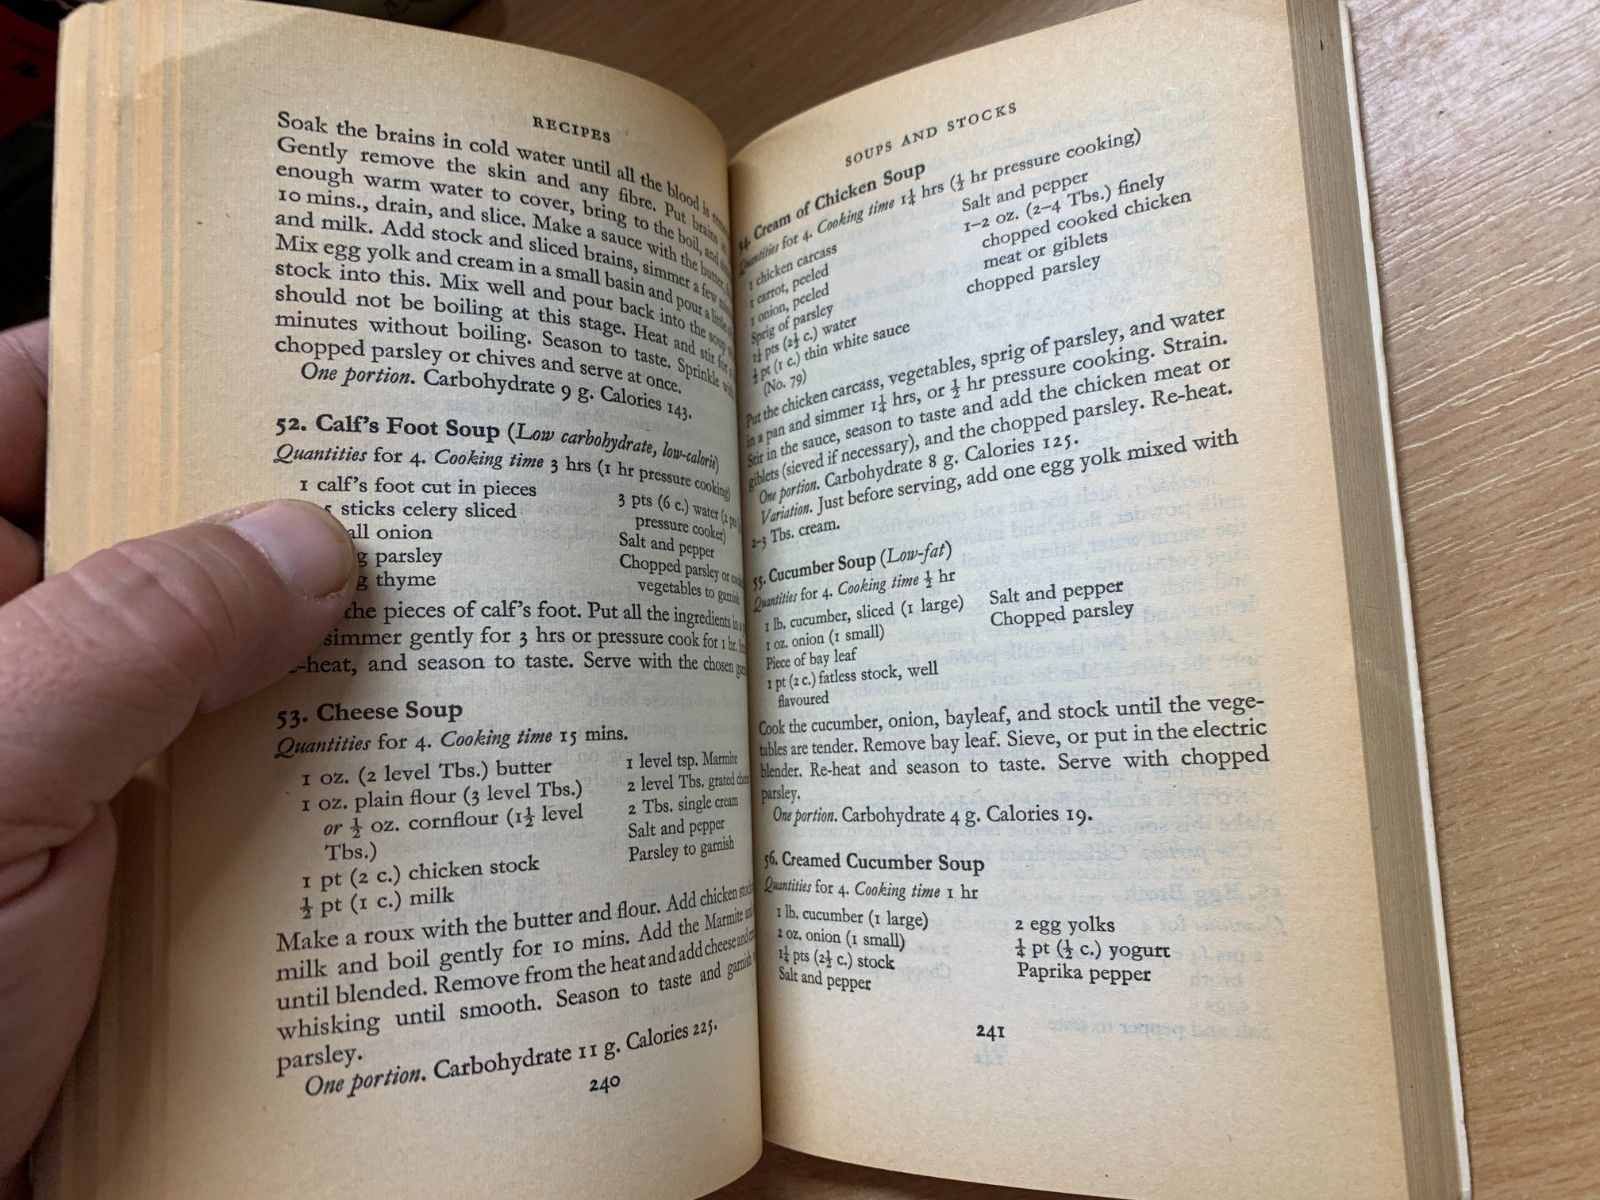 RECIPES
Soak the brains in cold water until all the blood is
Gently remove the skin and any fibre. Put brains
enough warm water to cover, bring to the boil, and
10 mins., drain, and slice. Make a sauce with the butter,
and milk. Add stock and sliced brains, simmer a few
Mix egg yolk and cream in a small basin and pour a little
stock into this. Mix well and pour back into the soup
should not be boiling at this stage. Heat and stir for
minutes without boiling. Season to taste. Sprinkle with
chopped parsley or chives and serve at once.
One portion. Carbohydrate 9 g. Calories 143.
52. Calf's Foot Soup (Low carbohydrate, low-calorie)
Quantities for 4. Cooking time 3 hrs (1 hr pressure cooking)
1 calf's foot cut in pieces
5 sticks celery sliced
onion
parsley
thyme
3 pts (6 c.) water (2
pressure cooker)
Salt and pepper
Chopped parsley or
vegetables to garnish
the pieces of calf's foot. Put all the ingredients
simmer gently for 3 hrs or pressure cook for 1 hr.
-heat, and season to taste. Serve with the chosen
53. Cheese Soup
Quantities for 4. Cooking time 15 mins.
1 oz. (2 level Tbs.) butter
1 oz. plain flour (3 level Tbs.)
or ½ oz. cornflour (1½ level
Tbs.)
1 pt (2 c.) chicken stock
½ pt (1 c.) milk
1 level tsp. Marmite
2 level Tbs. grated
2 Tbs. single cream
Salt and pepper
Parsley to garnish
Make a roux with the butter and flour. Add chicken
milk and boil gently for 10 mins. Add the Marmite
until blended. Remove from the heat and add cheese and
whisking until smooth. Season to taste and garnish
parsley.
One portion. Carbohydrate 11 g. Calories 225.
240
SOUPS AND STOCKS
54. Cream of Chicken Soup
Quantities for 4. Cooking time 1¼ hrs (½ hr pressure cooking)
1 chicken carcass
1 carrot, peeled
1 onion, peeled
Sprig of parsley
1¼ pts (2½ c.) water
½ pt (1 c.) thin white sauce
(No. 79)
Salt and pepper
1–2 oz. (2–4 Tbs.) finely
chopped cooked chicken
meat or giblets
chopped parsley
Put the chicken carcass, vegetables, sprig of parsley, and water
in a pan and simmer 1¼ hrs, or ½ hr pressure cooking. Strain.
Stir in the sauce, season to taste and add the chicken meat or
giblets (sieved if necessary), and the chopped parsley. Re-heat.
One portion. Carbohydrate 8 g. Calories 125.
Variation. Just before serving, add one egg yolk mixed with
2–3 Tbs. cream.
55. Cucumber Soup (Low-fat)
Quantities for 4. Cooking time ½ hr
1 lb. cucumber, sliced (1 large)
1 oz. onion (1 small)
Piece of bay leaf
1 pt (2 c.) fatless stock, well
flavoured
Salt and pepper
Chopped parsley
Cook the cucumber, onion, bayleaf, and stock until the vege-
tables are tender. Remove bay leaf. Sieve, or put in the electric
blender. Re-heat and season to taste. Serve with chopped
parsley.
One portion. Carbohydrate 4 g. Calories 19.
56. Creamed Cucumber Soup
Quantities for 4. Cooking time 1 hr
1 lb. cucumber (1 large)
2 oz. onion (1 small)
1¼ pts (2½ c.) stock
Salt and pepper
2 egg yolks
¼ pt (½ c.) yogurt
Paprika pepper
241